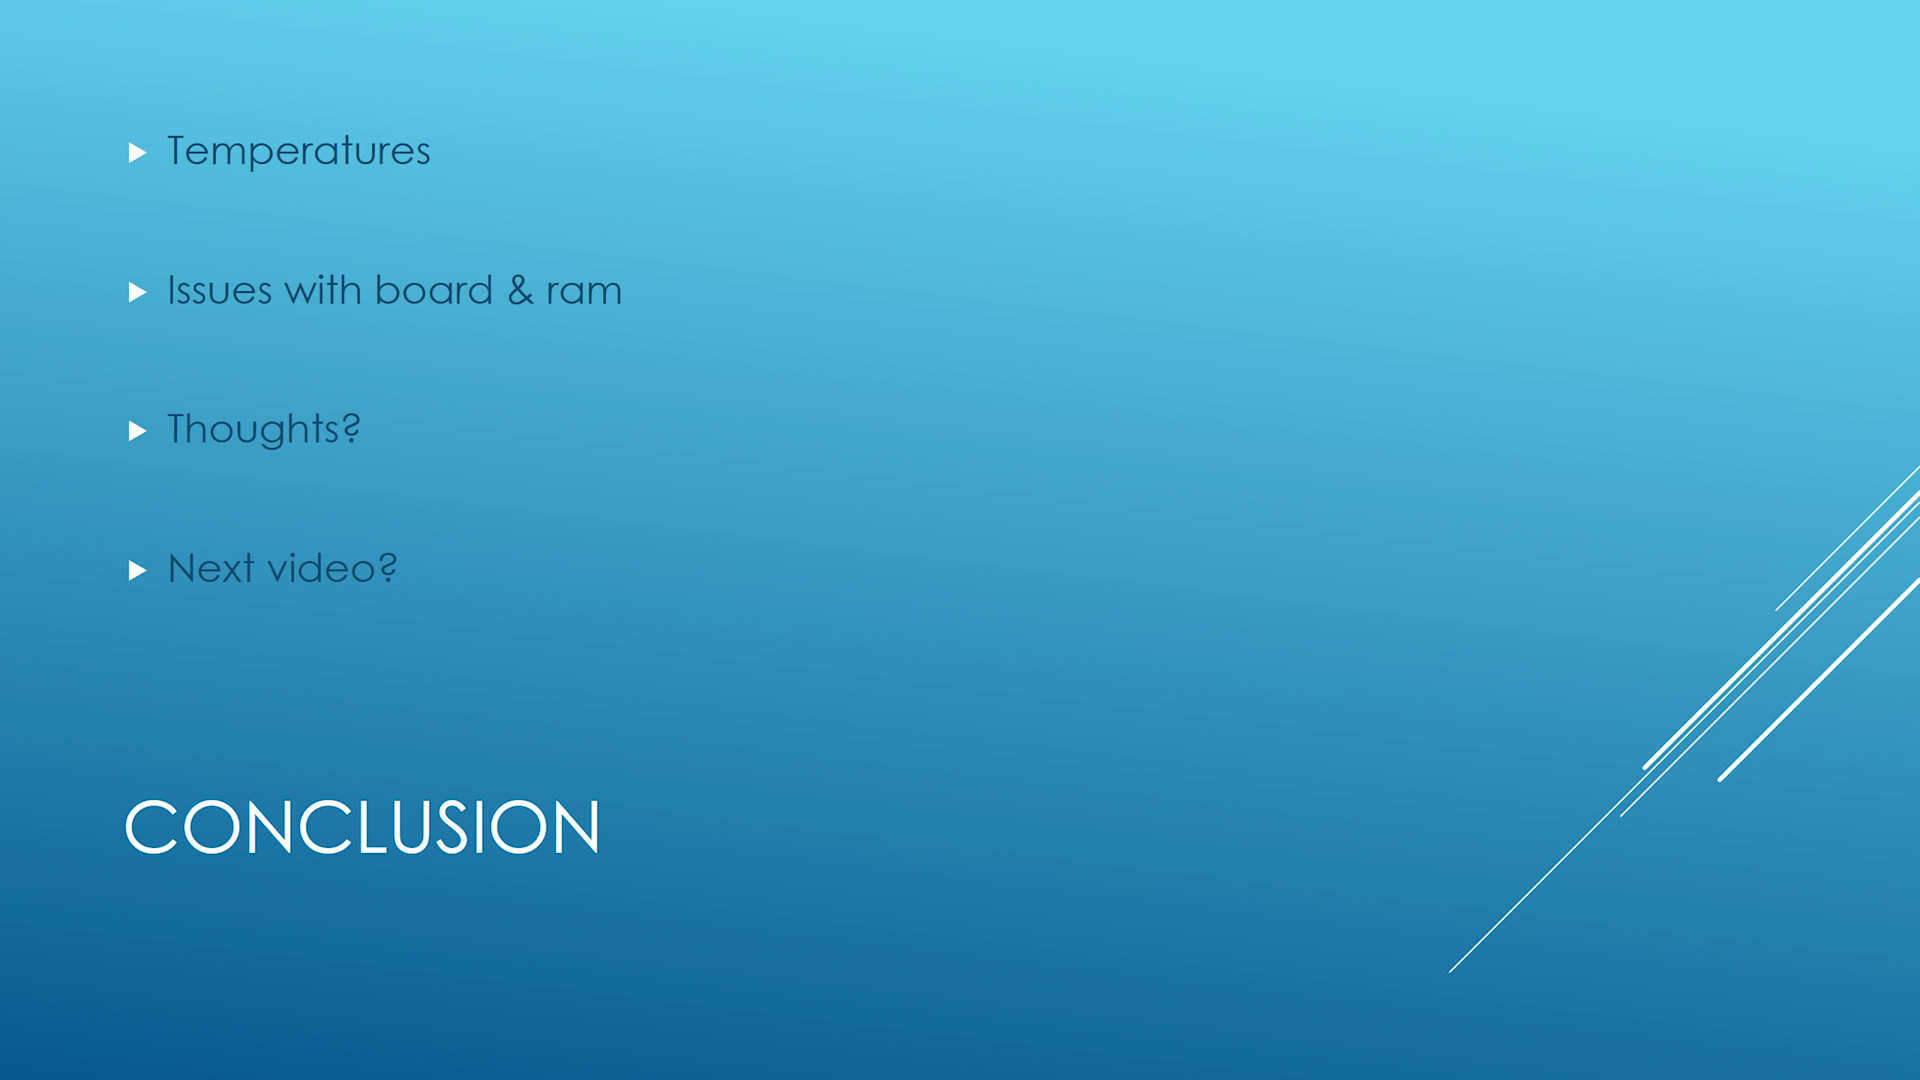 Temperatures
Issues with board & ram
Thoughts?
Next video?
CONCLUSION